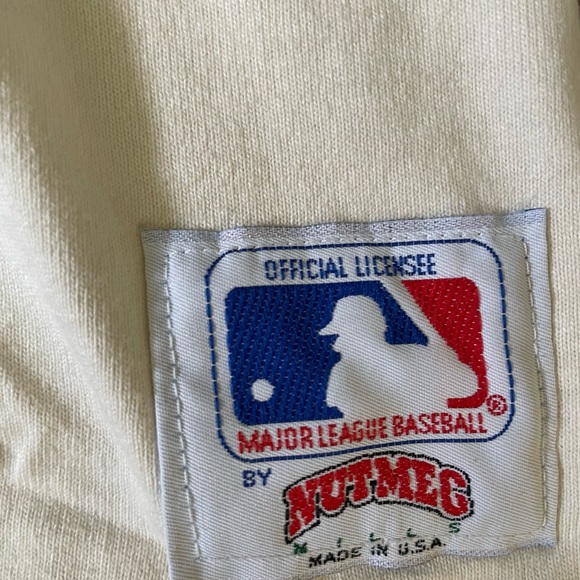 OFFICIAL LICENSEE
MAJOR LEAGUE BASEBALL®
BY
NUTMEG
MILLS
MADE IN U.S.A.